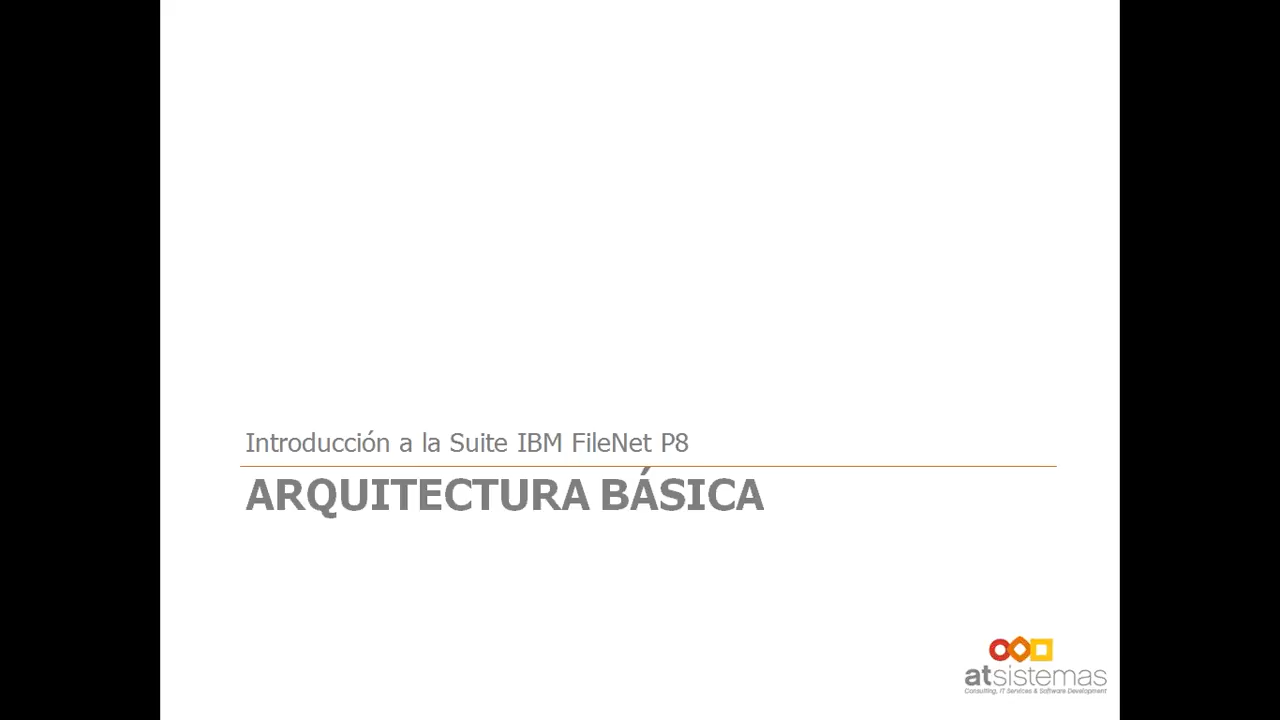 Introducción a la Suite IBM FileNet P8
ARQUITECTURA BÁSICA
atsistemas
Consulting, IT Services & Software Development